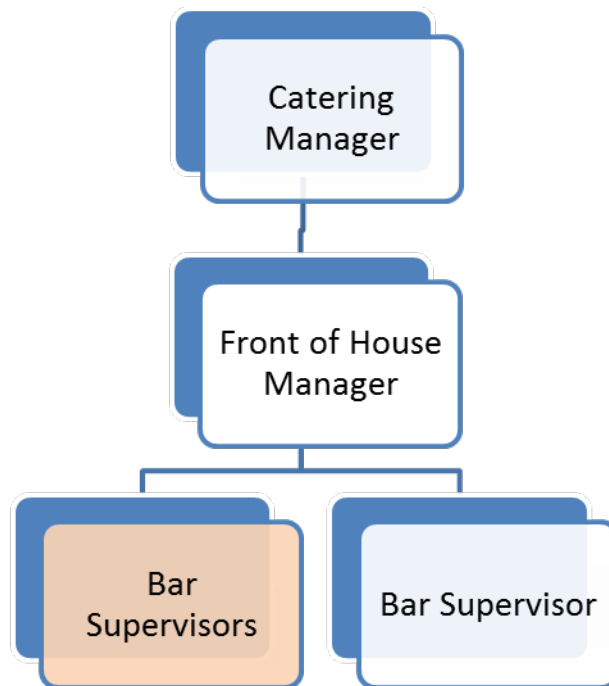 Catering
Manager
Front of House
Manager
Bar
Supervisors
Bar Supervisor